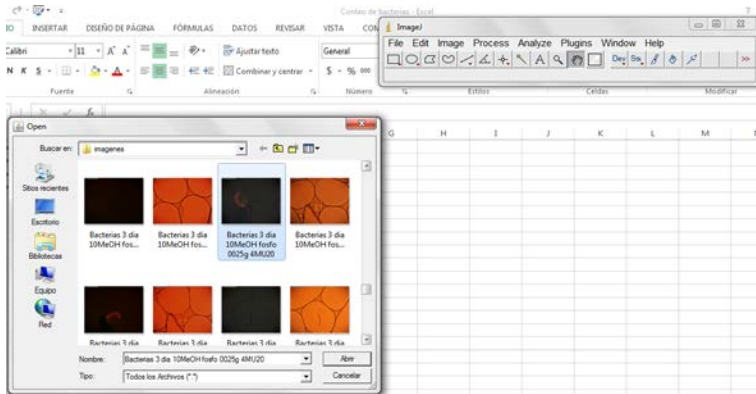 Conteo de bacterias - Excel
INSERTAR DISEÑO DE PÁGINA FÓRMULAS DATOS REVISAR VISTA
ImageJ
File Edit Image Process Analyze Plugins Window Help
Calibri 11 A A Ajustar texto General
N K S A Combinar y centrar $ % 000
Fuente Alineación Número Estilos Celdas Modificar
Dev Stk A >>
fx
Open
G H I J K L M
Buscar en: imagenes
Sitios recientes
Escritorio
Bibliotecas
Equipo
Red
Bacterias 3 dia 10MeOH fos...
Bacterias 3 dia 10MeOH fos...
Bacterias 3 dia 10MeOH fosfo 0025g 4MU20
Bacterias 3 dia 10MeOH fos...
Bacterias 3 dia
Bacterias 3 dia
Bacterias 3 dia
Bacterias 3 dia
Nombre: Bacterias 3 dia 10MeOH fosfo 0025g 4MU20 Abrir
Tipo: Todos los Archivos (*.*) Cancelar